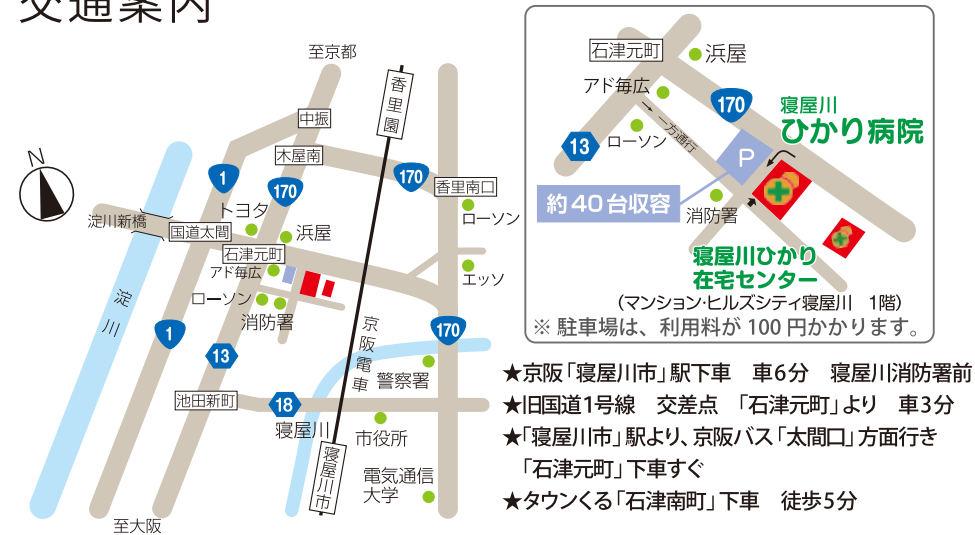 交通案内
至京都
香里園
中振
木屋南
1
170
170
香里南口
N
淀川新橋
トヨタ
ローソン
国道太間
浜屋
石津元町
アド毎広
エッソ
ローソン
消防署
淀川
1
13
京阪電車
170
警察署
池田新町
18
寝屋川
市役所
寝屋川市
電気通信
大学
至大阪
石津元町
浜屋
アド毎広
170
寝屋川
ひかり病院
13
ローソン
一方通行
P
約40台収容
消防署
寝屋川ひかり
在宅センター
(マンション・ヒルズシティ寝屋川 1階)
※駐車場は、利用料が100円かかります。
★京阪「寝屋川市」駅下車 車6分 寝屋川消防署前
★旧国道1号線 交差点 「石津元町」より 車3分
★「寝屋川市」駅より、京阪バス「太間口」方面行き
「石津元町」下車すぐ
★タウンくる「石津南町」下車 徒歩5分